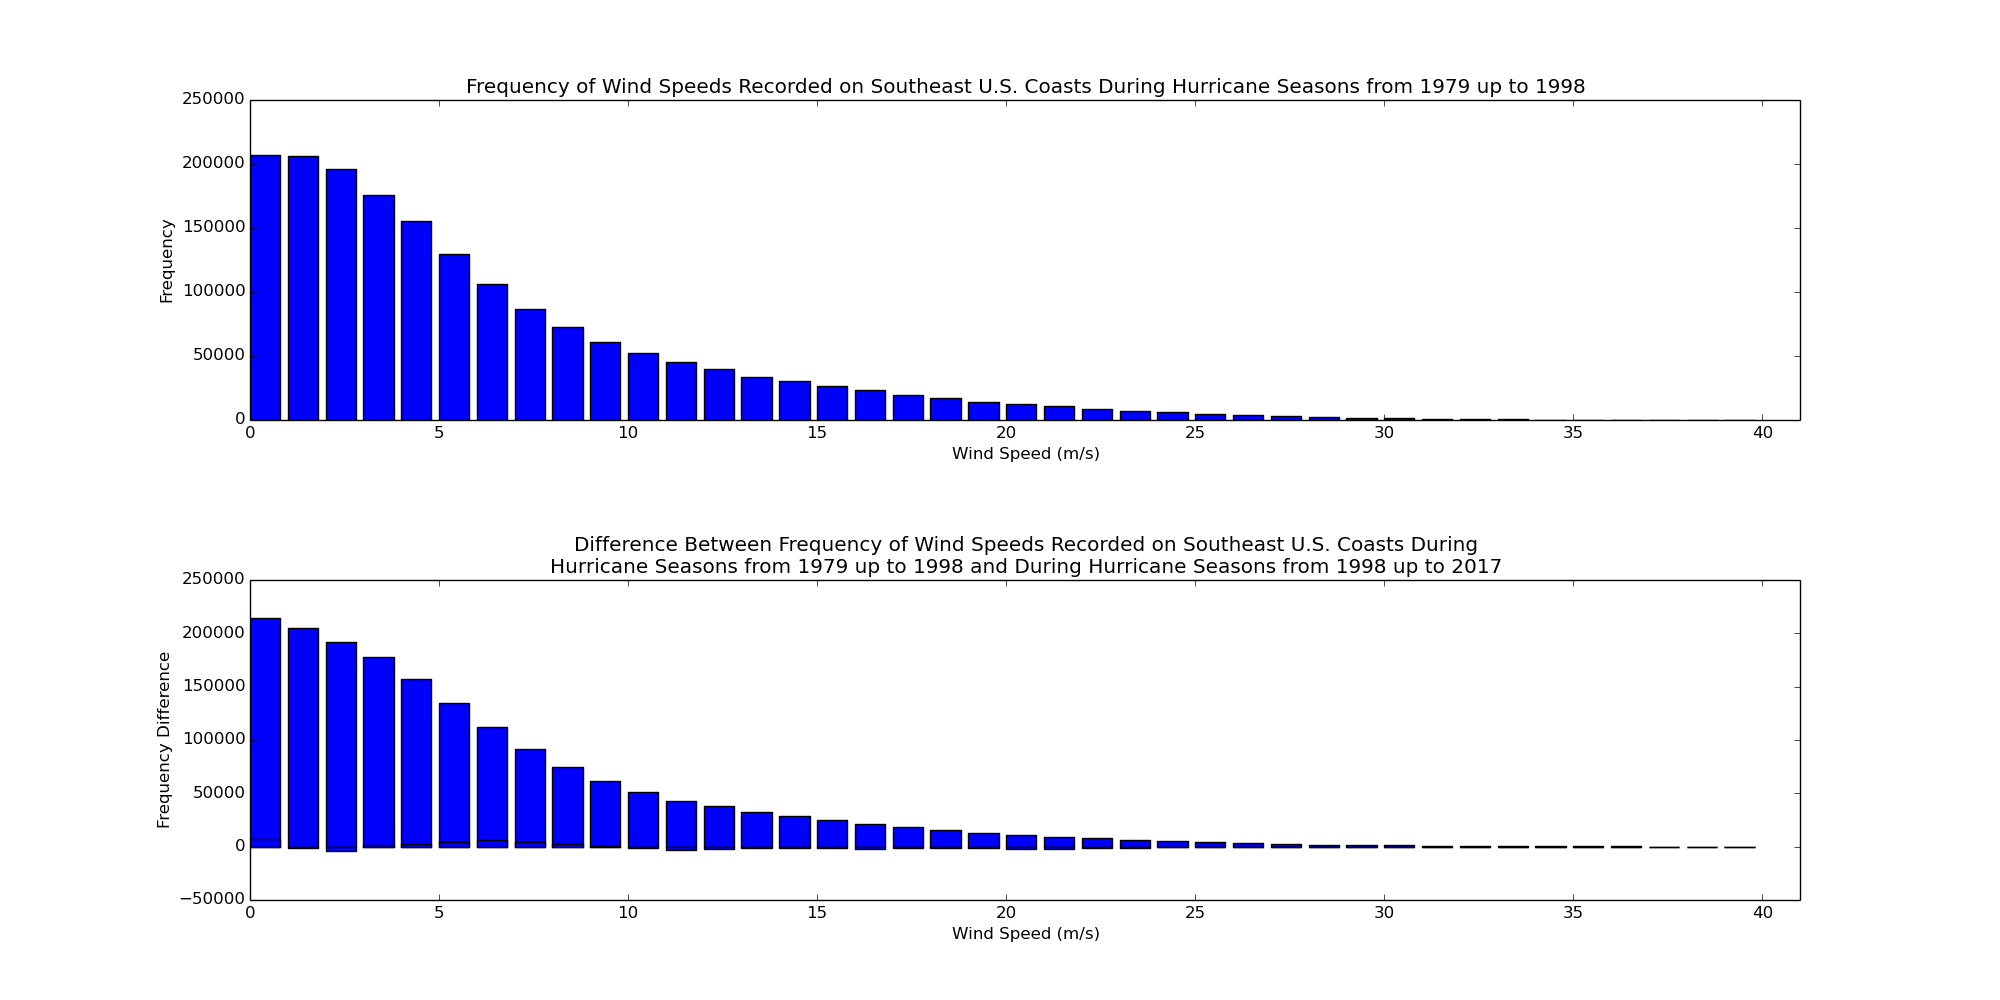 Frequency of Wind Speeds Recorded on Southeast U.S. Coasts During Hurricane Seasons from 1979 up to 1998
250000
200000
150000
100000
50000
0
Frequency
0 5 10 15 20 25 30 35 40
Wind Speed (m/s)
Difference Between Frequency of Wind Speeds Recorded on Southeast U.S. Coasts During
Hurricane Seasons from 1979 up to 1998 and During Hurricane Seasons from 1998 up to 2017
250000
200000
150000
100000
50000
0
−50000
Frequency Difference
0 5 10 15 20 25 30 35 40
Wind Speed (m/s)